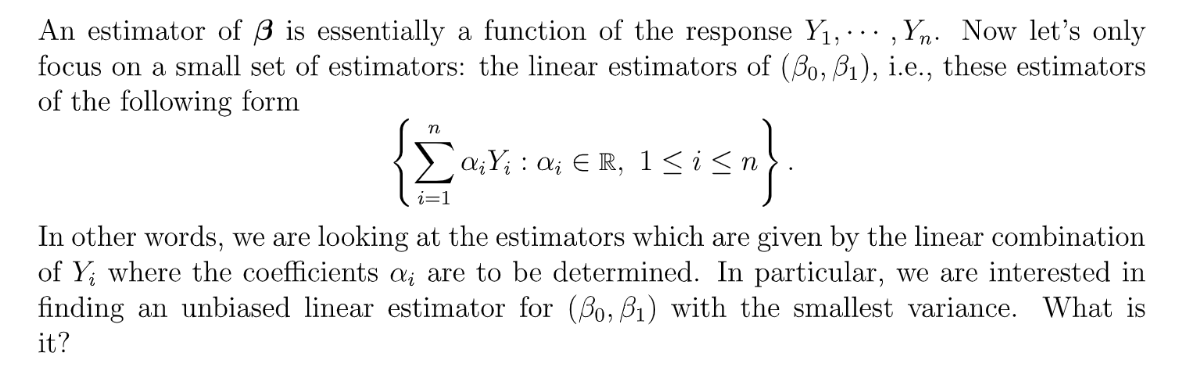 An estimator of β is essentially a function of the response Y₁, ··· , Yₙ. Now let's only
focus on a small set of estimators: the linear estimators of (β₀, β₁), i.e., these estimators
of the following form
{ ∑ⁿᵢ₌₁ αᵢYᵢ : αᵢ ∈ ℝ, 1 ≤ i ≤ n } .
In other words, we are looking at the estimators which are given by the linear combination
of Yᵢ where the coefficients αᵢ are to be determined. In particular, we are interested in
finding an unbiased linear estimator for (β₀, β₁) with the smallest variance. What is
it?